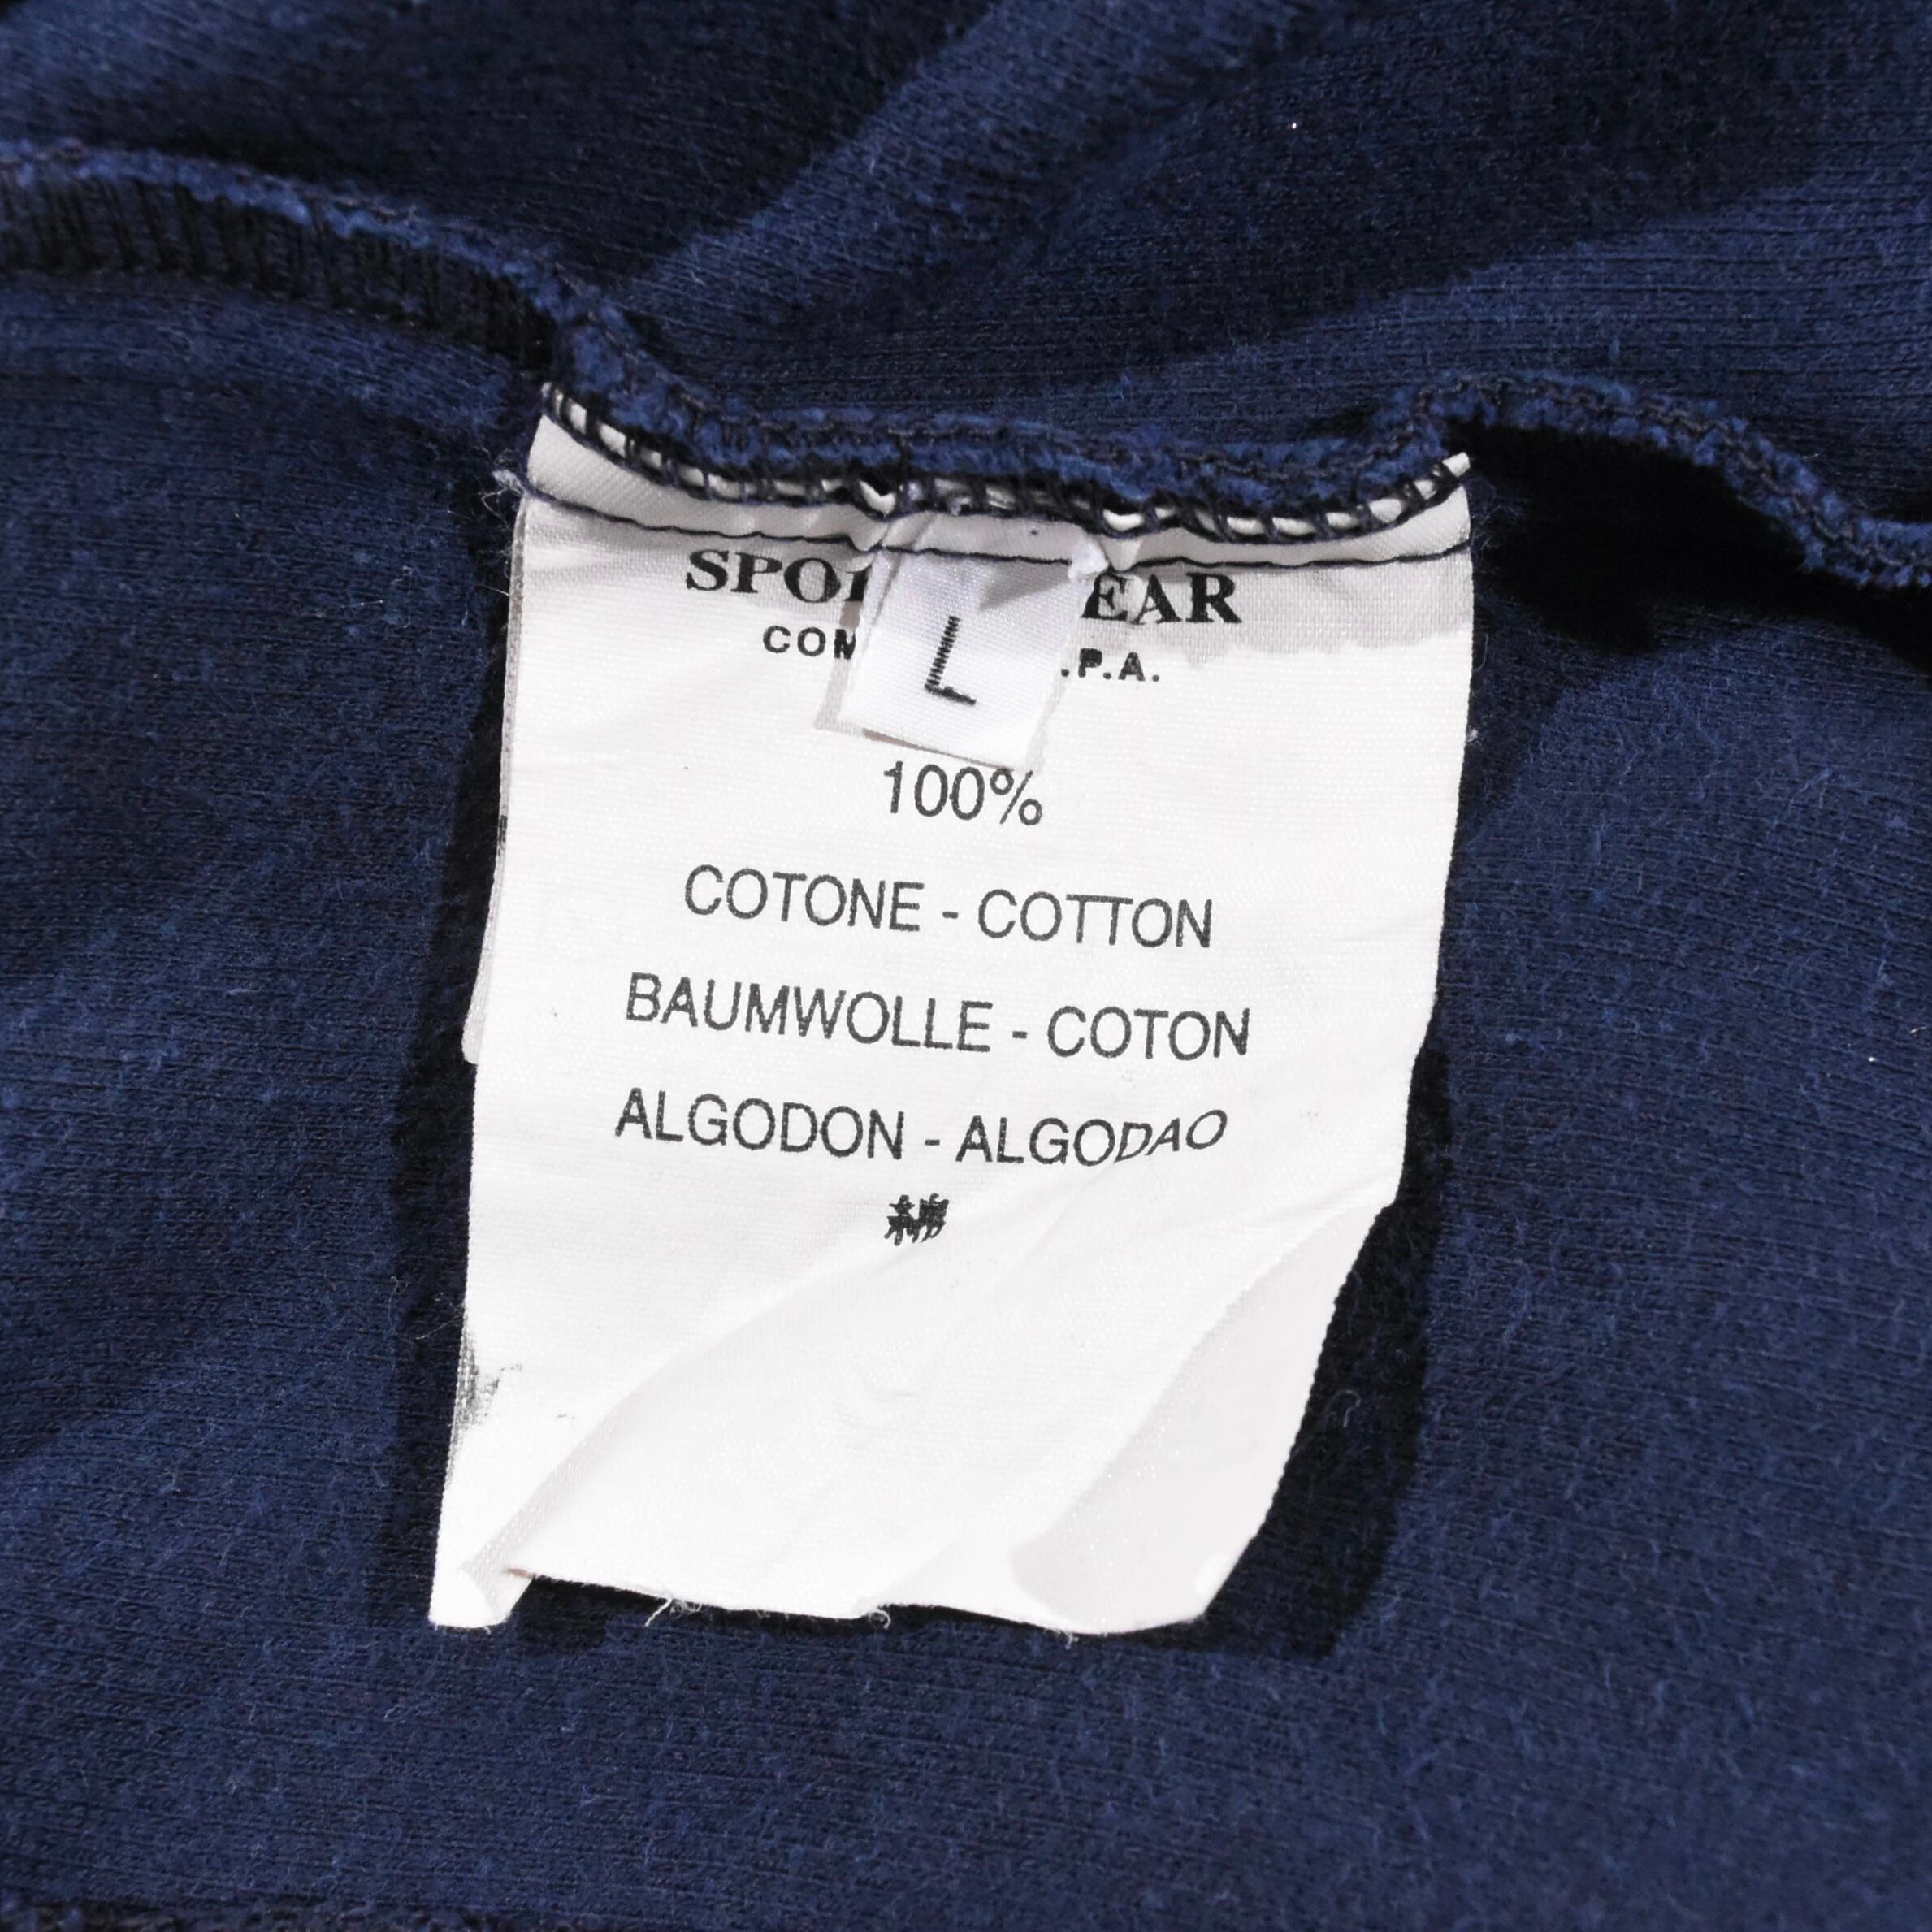 SPO EAR
COM .P.A.
L
100%
COTONE - COTTON
BAUMWOLLE - COTON
ALGODON - ALGODAO
綿